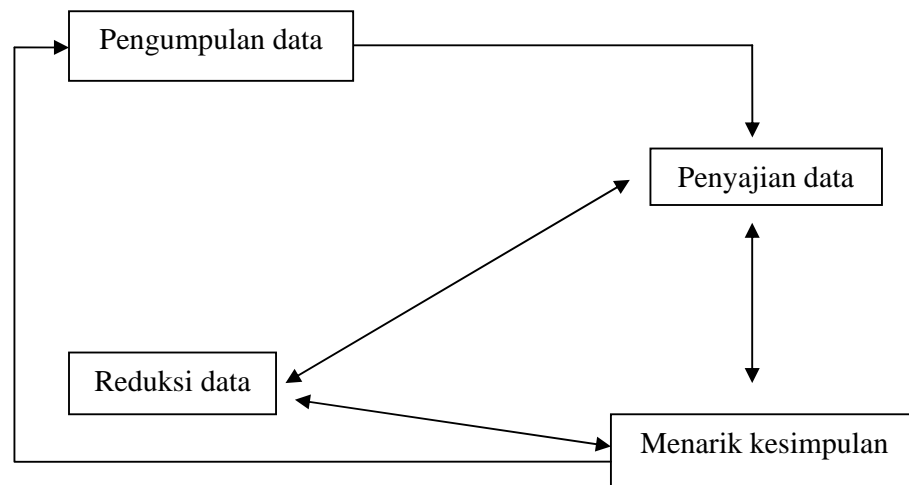 Pengumpulan data
Penyajian data
Reduksi data
Menarik kesimpulan